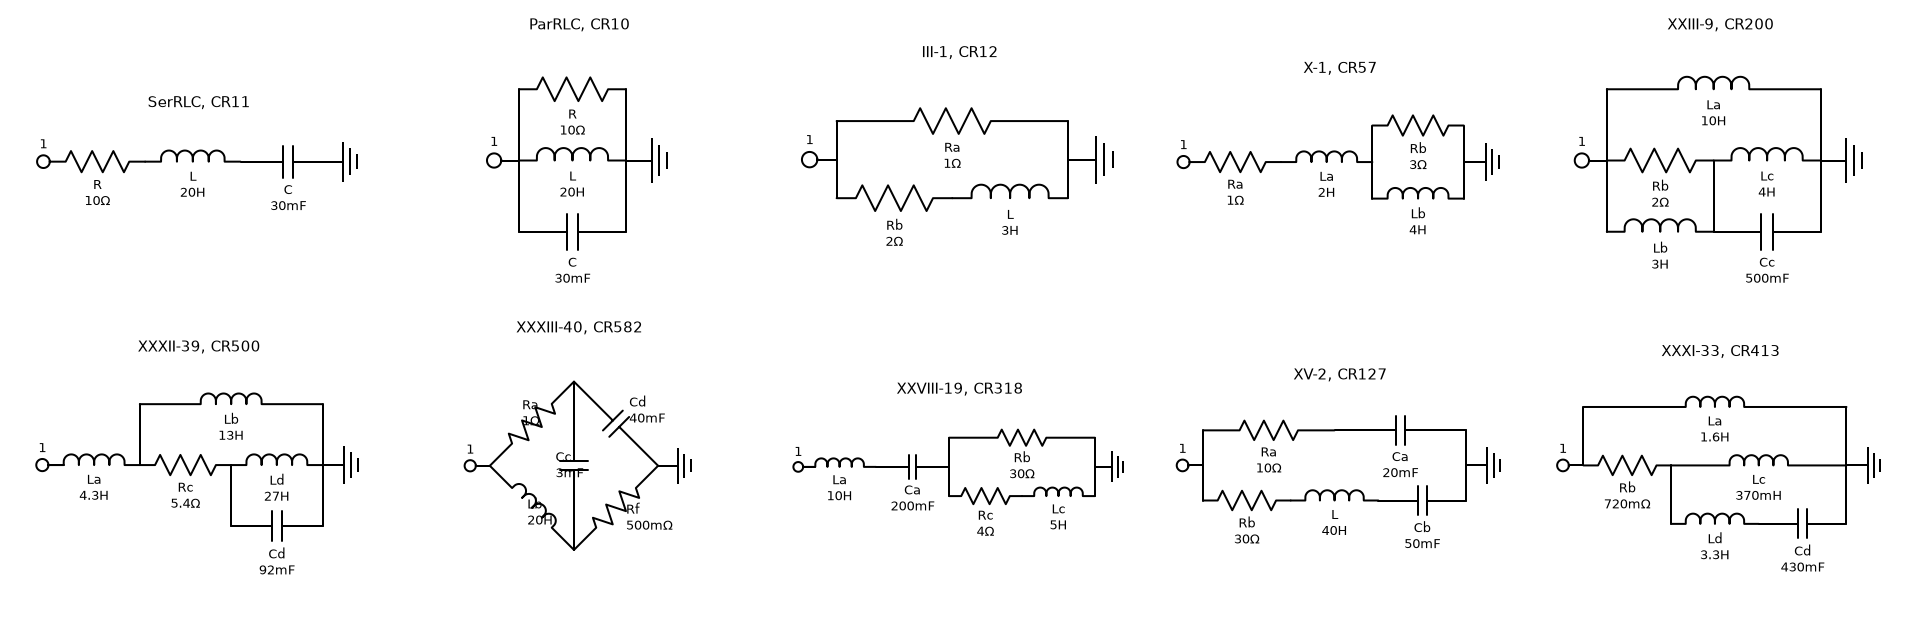 SerRLC, CR11
1
R
10Ω
L
20H
C
30mF
ParRLC, CR10
1
R
10Ω
L
20H
C
30mF
III-1, CR12
1
Ra
1Ω
Rb
2Ω
L
3H
X-1, CR57
1
Ra
1Ω
La
2H
Rb
3Ω
Lb
4H
XXIII-9, CR200
1
La
10H
Rb
2Ω
Lc
4H
Lb
3H
Cc
500mF
XXXII-39, CR500
1
La
4.3H
Lb
13H
Rc
5.4Ω
Ld
27H
Cd
92mF
XXXIII-40, CR582
1
Ra
1Ω
Cd
40mF
Cc
3mF
Lb
20H
Rf
500mΩ
XXVIII-19, CR318
1
La
10H
Ca
200mF
Rb
30Ω
Rc
4Ω
Lc
5H
XV-2, CR127
1
Ra
10Ω
Ca
20mF
Rb
30Ω
L
40H
Cb
50mF
XXXI-33, CR413
1
La
1.6H
Rb
720mΩ
Lc
370mH
Ld
3.3H
Cd
430mF